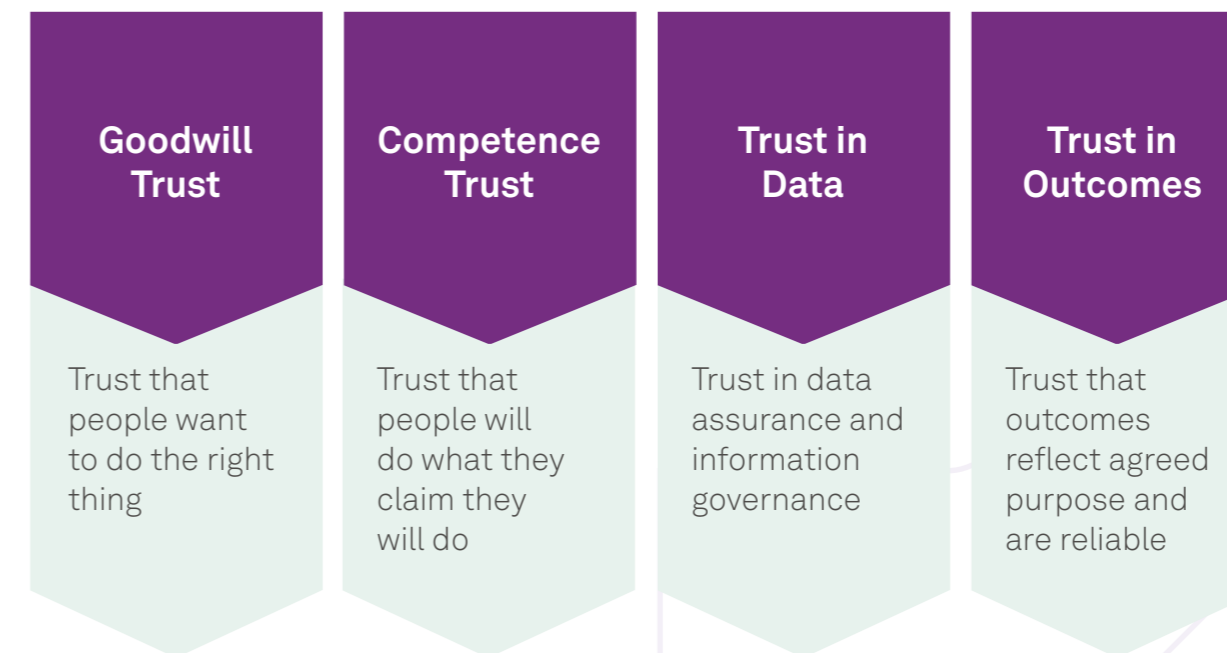 Goodwill
Trust
Trust that
people want
to do the right
thing
Competence
Trust
Trust that
people will
do what they
claim they
will do
Trust in
Data
Trust in data
assurance and
information
governance
Trust in
Outcomes
Trust that
outcomes
reflect agreed
purpose and
are reliable